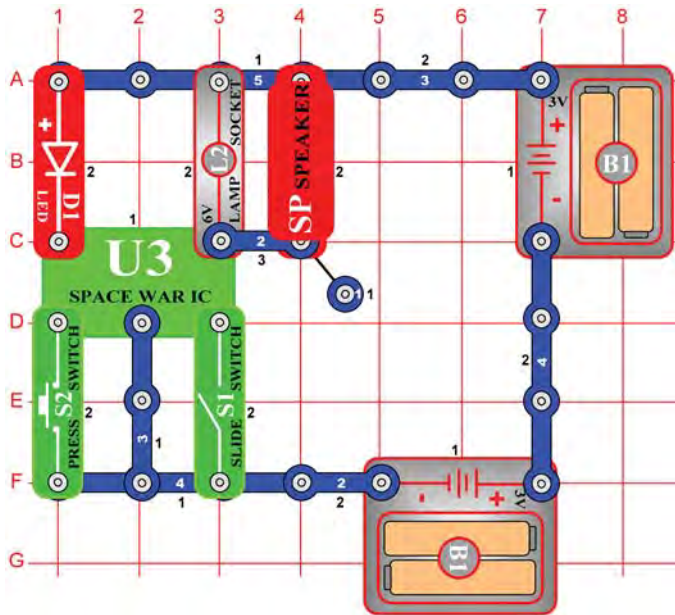 1 2 3 4 5 6 7 8
A
B
C
D
E
F
G
1
5
2
3
+
D1
LED
2
6V
L2
LAMP SOCKET
2
SP SPEAKER
2
3V
+
-
1
B1
1
U3
SPACE WAR IC
2
3
1 1
2
4
S2
PRESS SWITCH
2
3
1
S1
SLIDE SWITCH
2
4
1
2
2
1
-
+
3V
B1